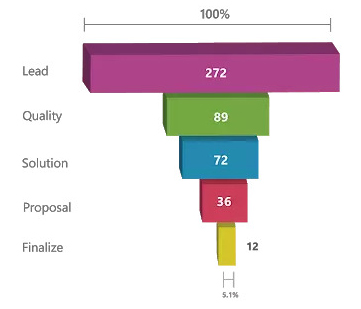 100%
Lead 272
Quality 89
Solution 72
Proposal 36
Finalize 12
5.1%